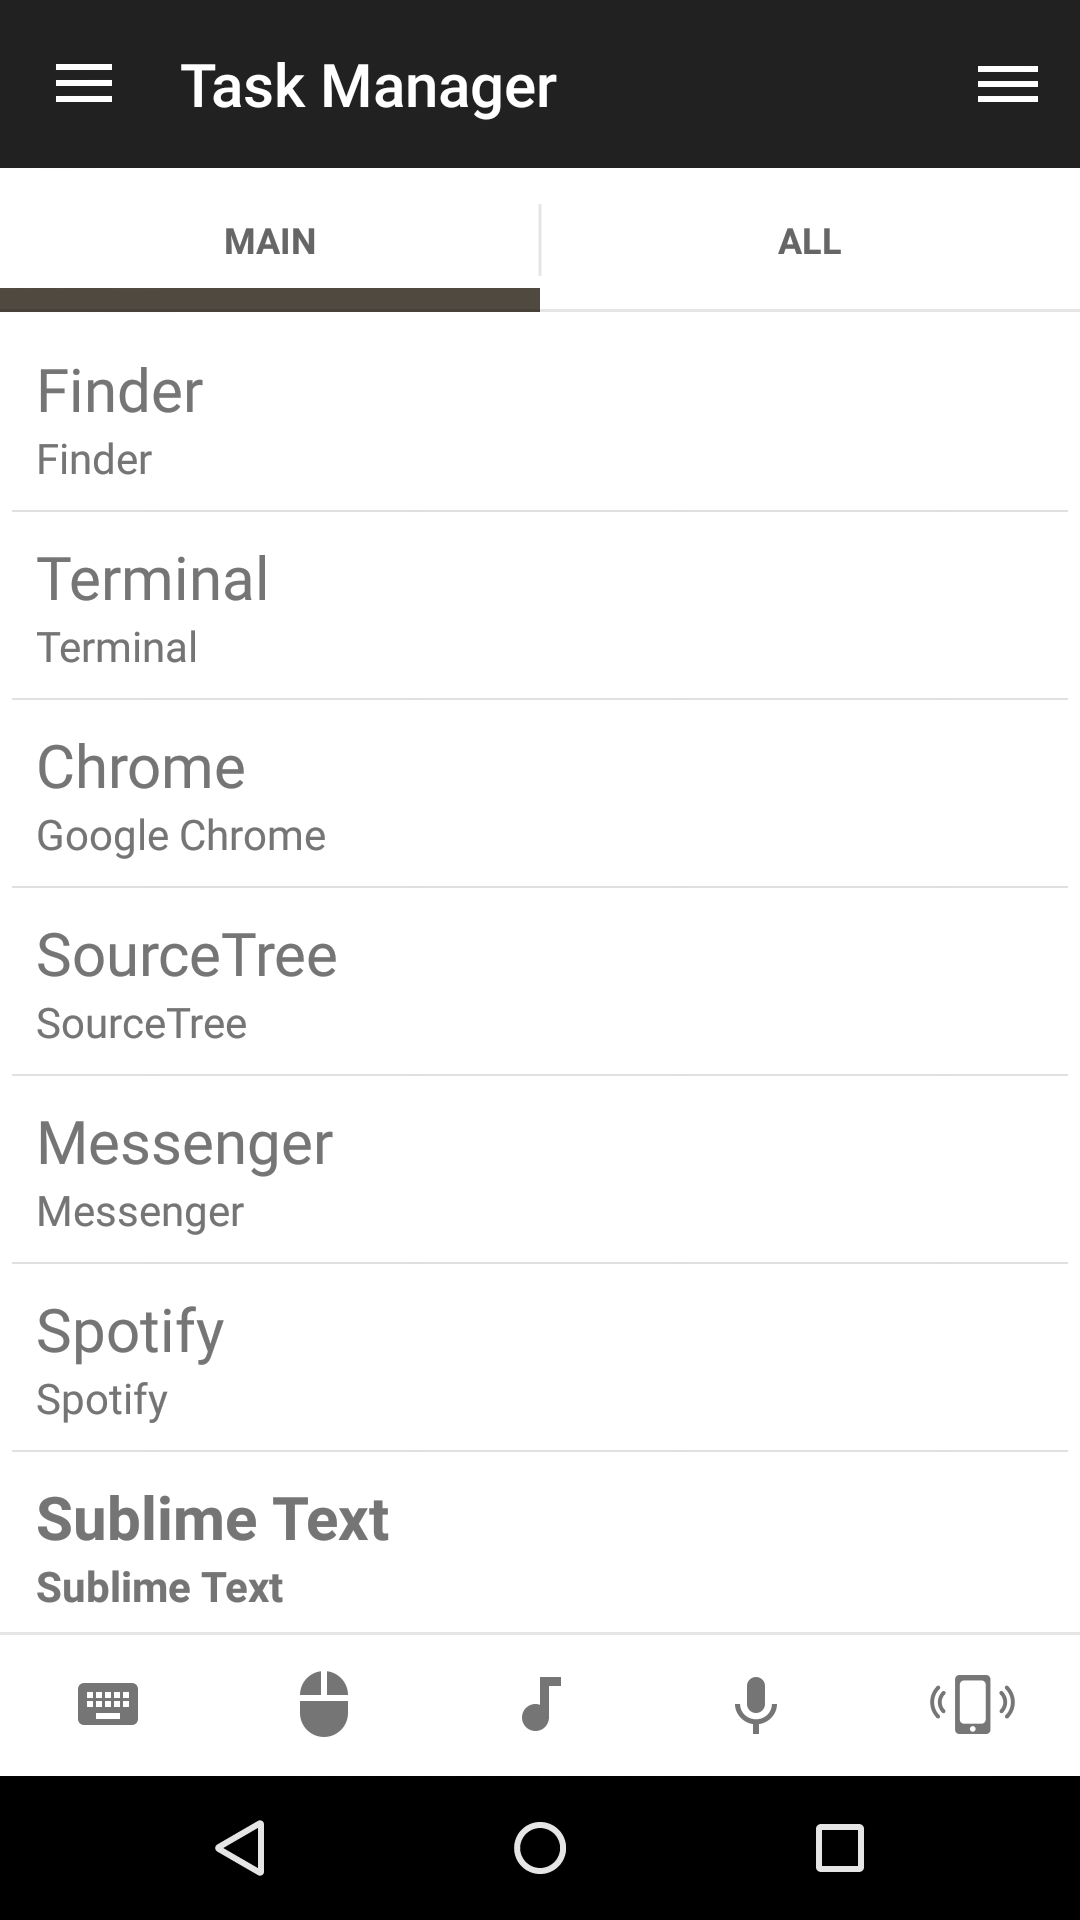 Task Manager
MAIN
ALL
Finder
Finder
Terminal
Terminal
Chrome
Google Chrome
SourceTree
SourceTree
Messenger
Messenger
Spotify
Spotify
Sublime Text
Sublime Text